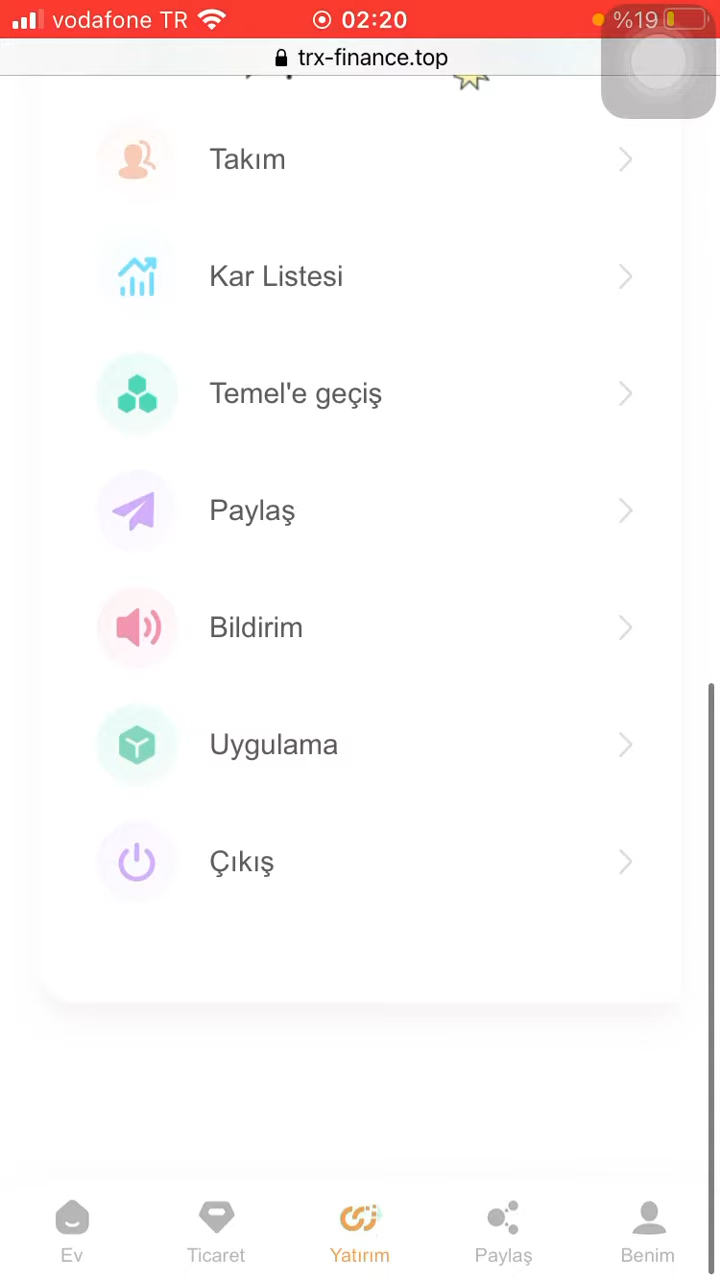 vodafone TR 02:20 %19
trx-finance.top
Takım
Kar Listesi
Temel'e geçiş
Paylaş
Bildirim
Uygulama
Çıkış
Ev Ticaret Yatırım Paylaş Benim